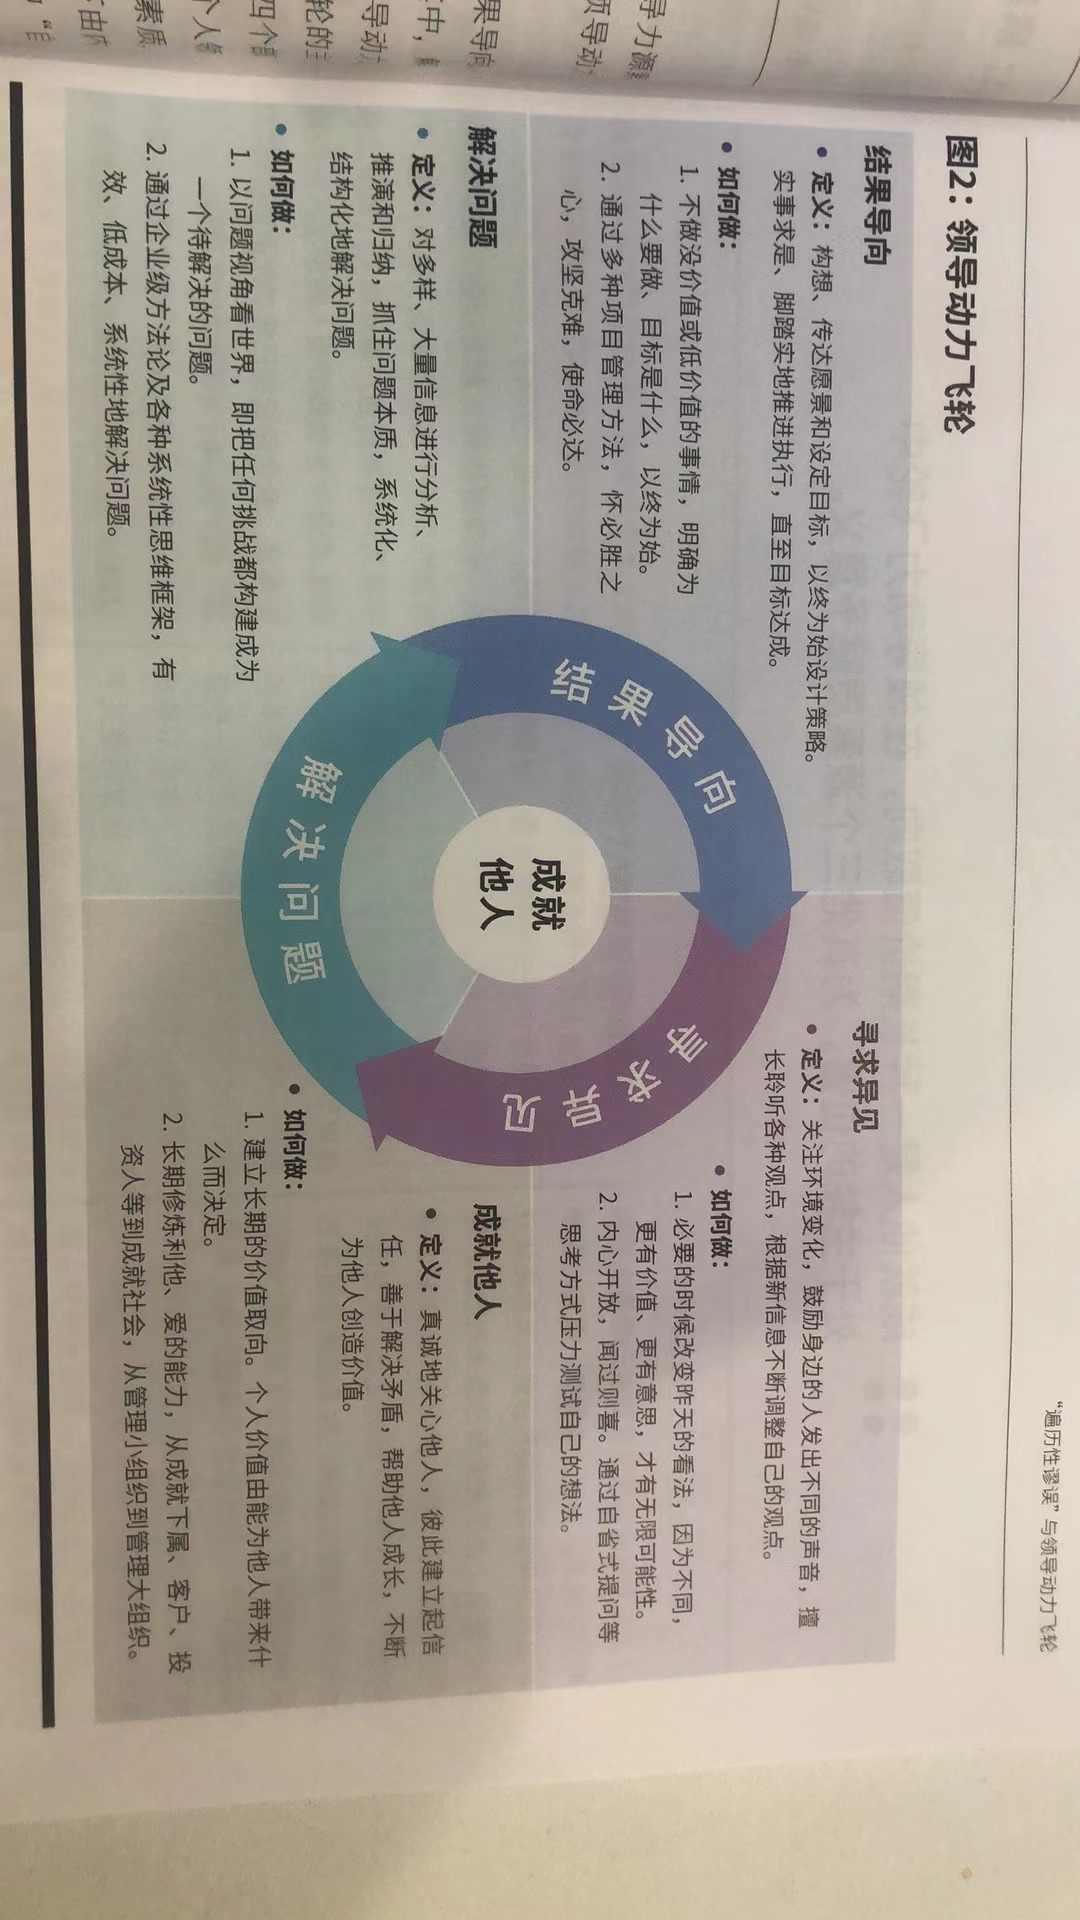 “遍历性谬误”与领导动力飞轮
图2：领导动力飞轮
结果导向
• 定义：构想、传达愿景和设定目标，以终为始设计策略。
实事求是、脚踏实地推进执行，直至目标达成。
• 如何做：
1. 不做没价值或低价值的事情，明确为
什么要做、目标是什么，以终为始。
2. 通过多种项目管理方法，怀必胜之
心，攻坚克难，使命必达。
寻求异见
• 定义：关注环境变化，鼓励身边的人发出不同的声音，擅
长聆听各种观点，根据新信息不断调整自己的观点。
• 如何做：
1. 必要的时候改变昨天的看法，因为不同，
更有价值、更有意思，才有无限可能性。
2. 内心开放，闻过则喜。通过自省式提问等
思考方式压力测试自己的想法。
结果导向
寻求异见
解决问题
成就
他人
解决问题
• 定义：对多样、大量信息进行分析、
推演和归纳，抓住问题本质，系统化、
结构化地解决问题。
• 如何做：
1. 以问题视角看世界，即把任何挑战都构建成为
一个待解决的问题。
2. 通过企业级方法论及各种系统性思维框架，有
效、低成本、系统性地解决问题。
成就他人
• 定义：真诚地关心他人，彼此建立起信
任，善于解决矛盾，帮助他人成长，不断
为他人创造价值。
• 如何做：
1. 建立长期的价值取向。个人价值由能为他人带来什
么而决定。
2. 长期修炼利他、爱的能力，从成就下属、客户、投
资人等到成就社会，从管理小组织到管理大组织。